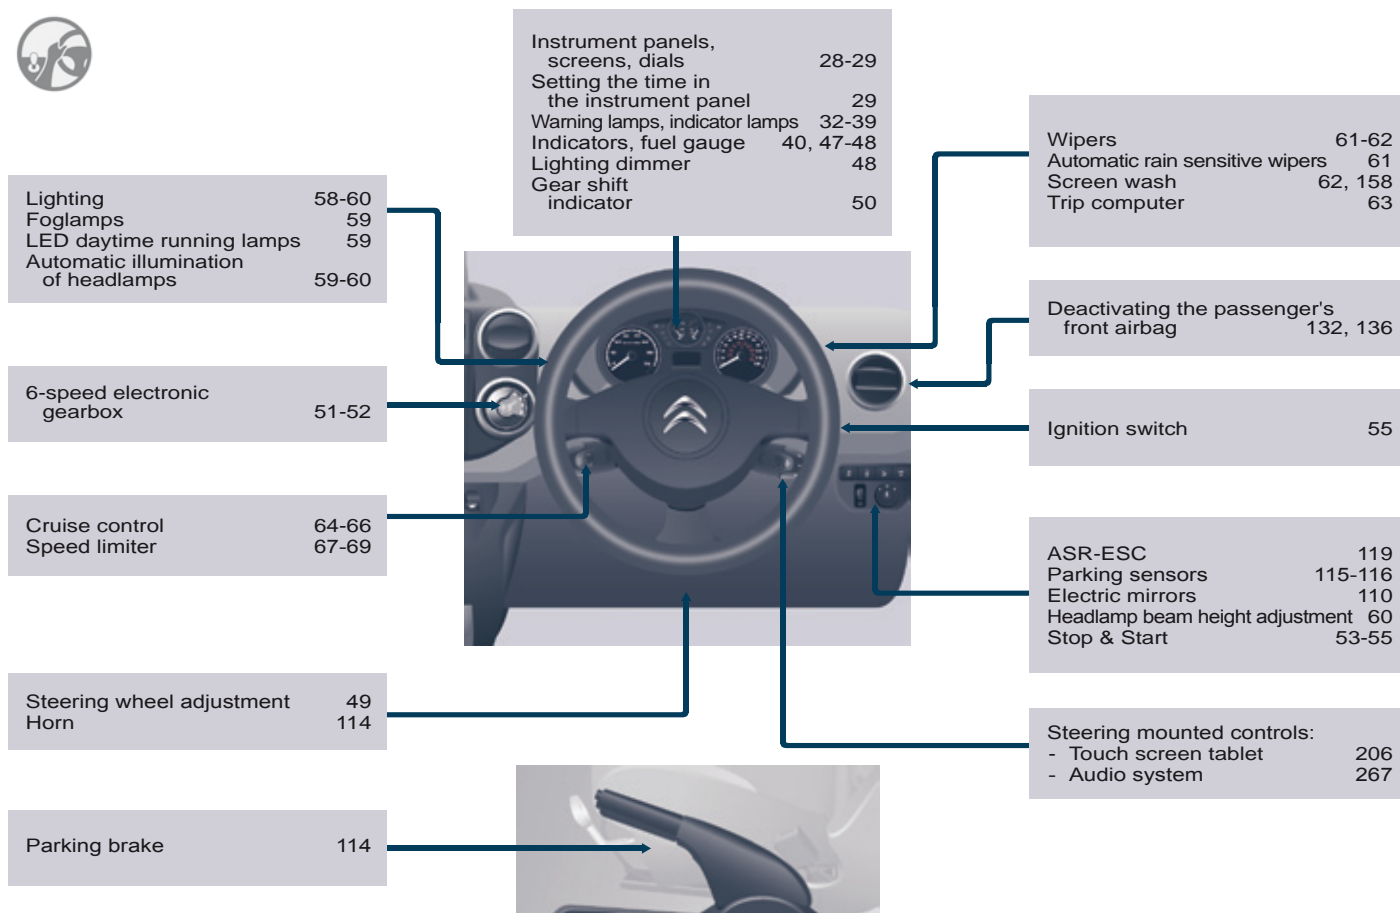 Instrument panels,
screens, dials 28-29
Setting the time in
the instrument panel 29
Warning lamps, indicator lamps 32-39
Indicators, fuel gauge 40, 47-48
Lighting dimmer 48
Gear shift
indicator 50
Lighting 58-60
Foglamps 59
LED daytime running lamps 59
Automatic illumination
of headlamps 59-60
6-speed electronic
gearbox 51-52
Cruise control 64-66
Speed limiter 67-69
Steering wheel adjustment 49
Horn 114
Parking brake 114
Wipers 61-62
Automatic rain sensitive wipers 61
Screen wash 62, 158
Trip computer 63
Deactivating the passenger's
front airbag 132, 136
Ignition switch 55
ASR-ESC 119
Parking sensors 115-116
Electric mirrors 110
Headlamp beam height adjustment 60
Stop & Start 53-55
Steering mounted controls:
- Touch screen tablet 206
- Audio system 267